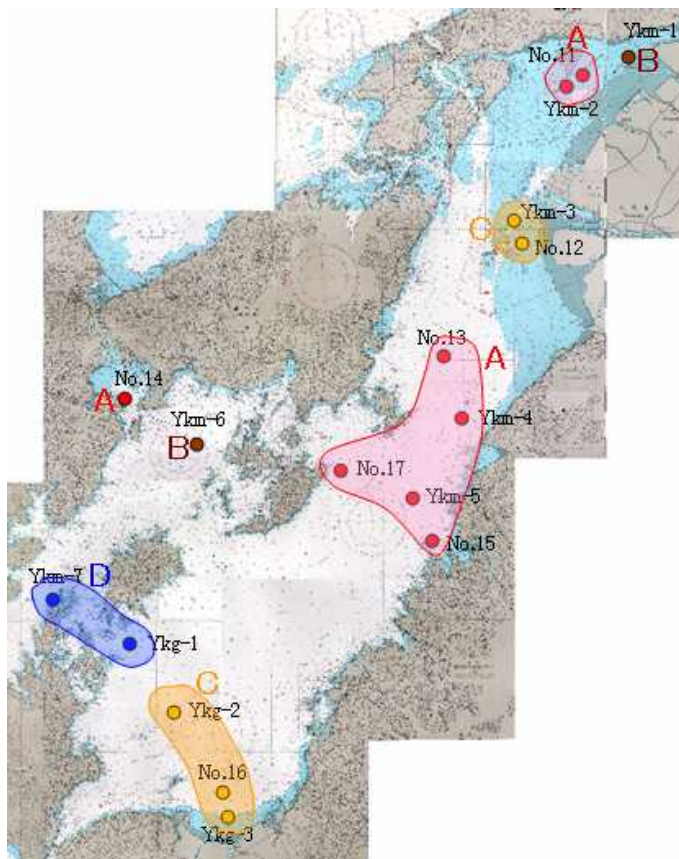 Ykm-1
A
No.11
B
Ykm-2
Ykm-3
C
No.12
No.13
A
No.14
A
Ykm-6
B
Ykm-4
No.17
Ykm-5
No.15
Ykm-7
D
Ykg-1
C
Ykg-2
No.16
Ykg-3